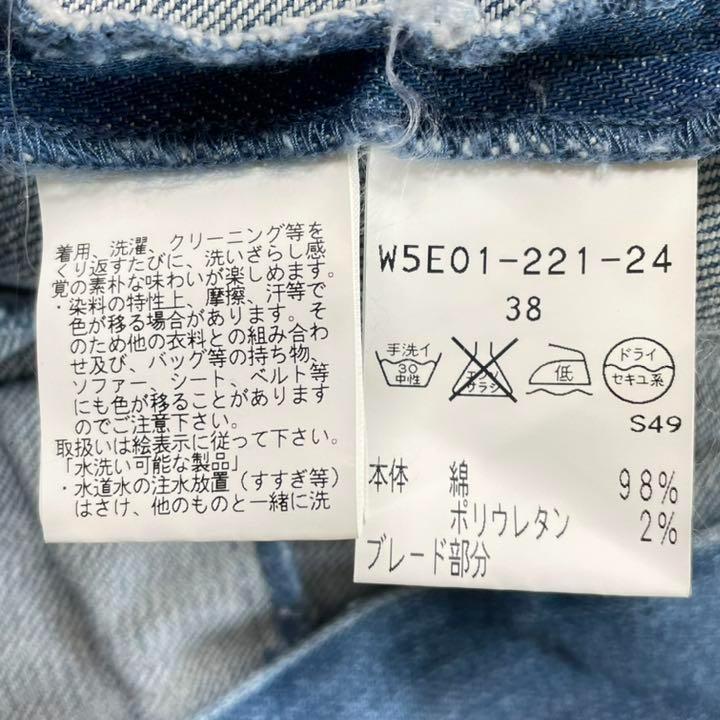 着用、洗濯、クリーニング等を
くり返すたびに、洗いざらし感
覚の素朴な味わいが楽しめます。
・染料の特性上、摩擦、汗等で
色が移る場合があります。そ
のため他の衣料との組み合わ
せ及び、バッグ等の持ち物、
ソファー、シート、ベルト等
にも色が移ることがあります
のでご注意下さい。
取扱いは絵表示に従って下さい。
「水洗い可能な製品」
・水道水の注水放置(すすぎ等)
はさけ、他のものと一緒に洗
W5E01-221-24
38
手洗イ
30
中性
エンソ
サラシ
低
ドライ
セキユ系
S49
本体 綿 98%
ポリウレタン 2%
ブレード部分